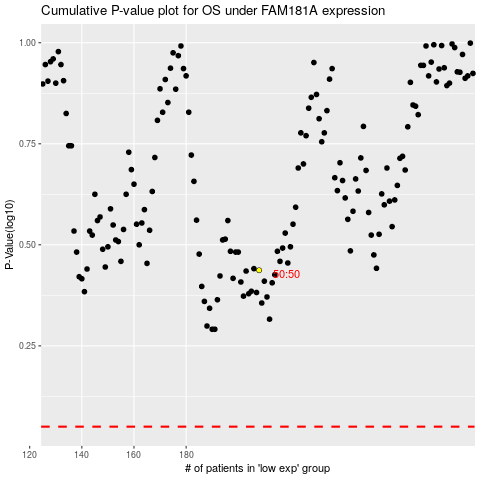 Cumulative P-value plot for OS under FAM181A expression
P-Value(log10)
1.00
0.75
0.50
0.25
50:50
120 140 160 180
# of patients in 'low exp' group